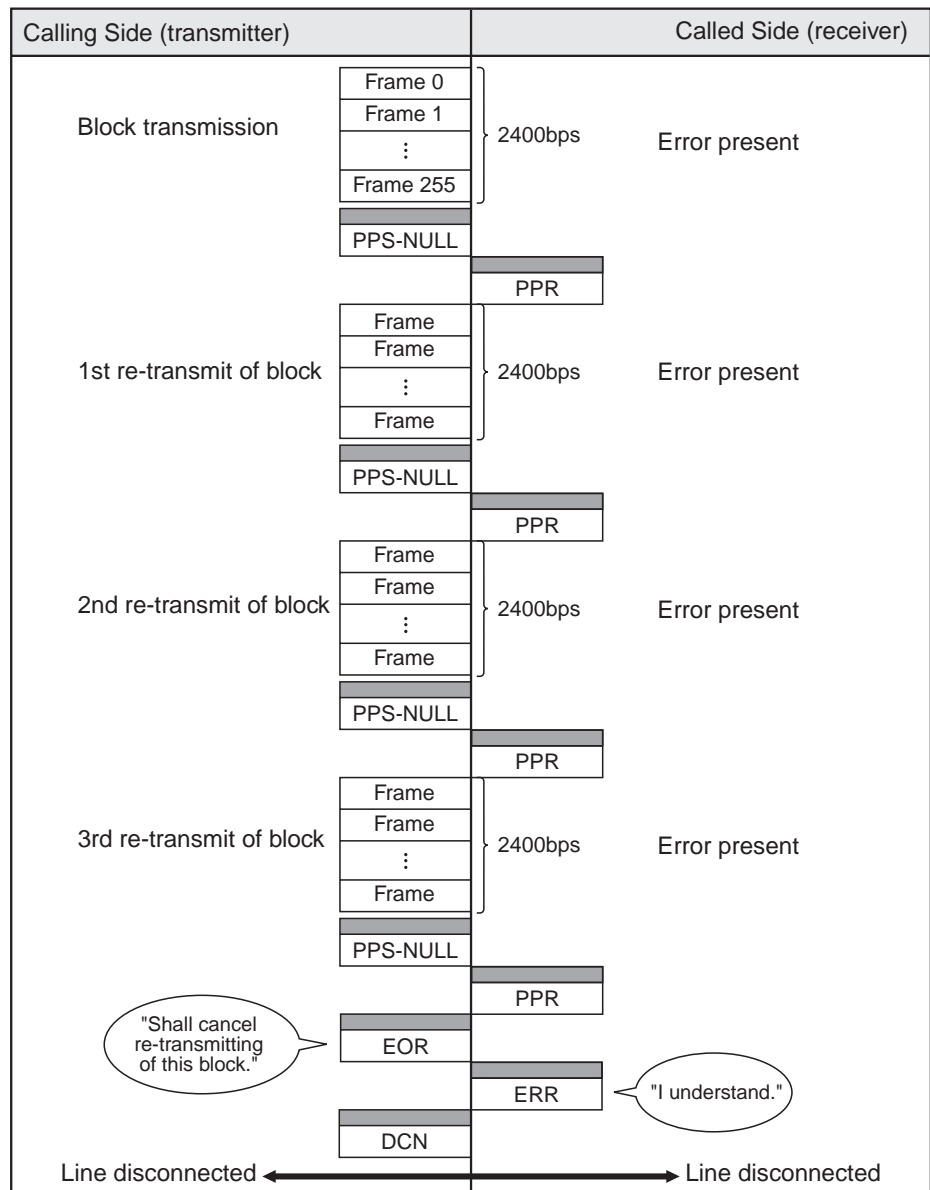 Calling Side (transmitter)
Called Side (receiver)
Block transmission
Frame 0
Frame 1
⋮
Frame 255
2400bps
Error present
PPS-NULL
PPR
1st re-transmit of block
Frame
Frame
⋮
Frame
2400bps
Error present
PPS-NULL
PPR
2nd re-transmit of block
Frame
Frame
⋮
Frame
2400bps
Error present
PPS-NULL
PPR
3rd re-transmit of block
Frame
Frame
⋮
Frame
2400bps
Error present
PPS-NULL
PPR
"Shall cancel
re-transmitting
of this block."
EOR
ERR
"I understand."
DCN
Line disconnected
Line disconnected